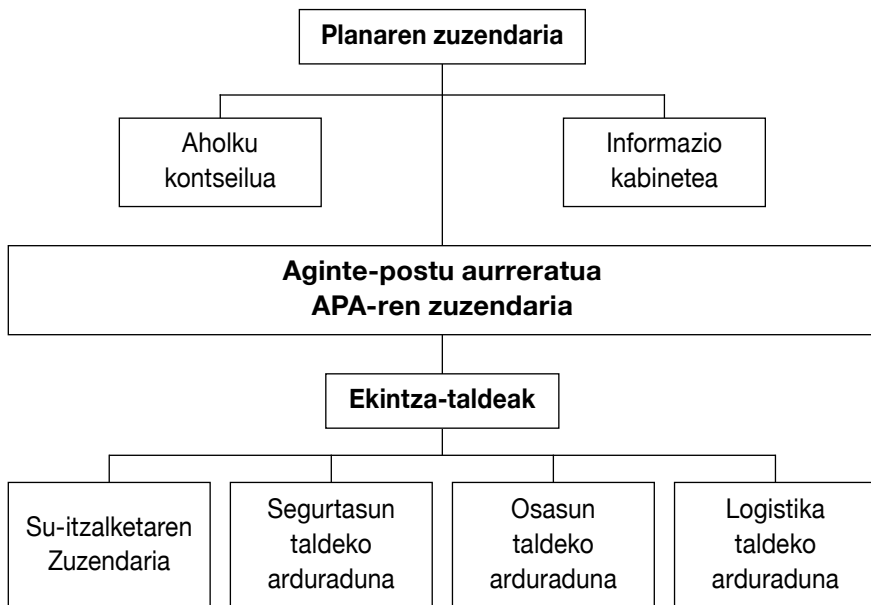 Planaren zuzendaria
Aholku
kontseilua
Informazio
kabinetea
Aginte-postu aurreratua
APA-ren zuzendaria
Ekintza-taldeak
Su-itzalketaren
Zuzendaria
Segurtasun
taldeko
arduraduna
Osasun
taldeko
arduraduna
Logistika
taldeko
arduraduna